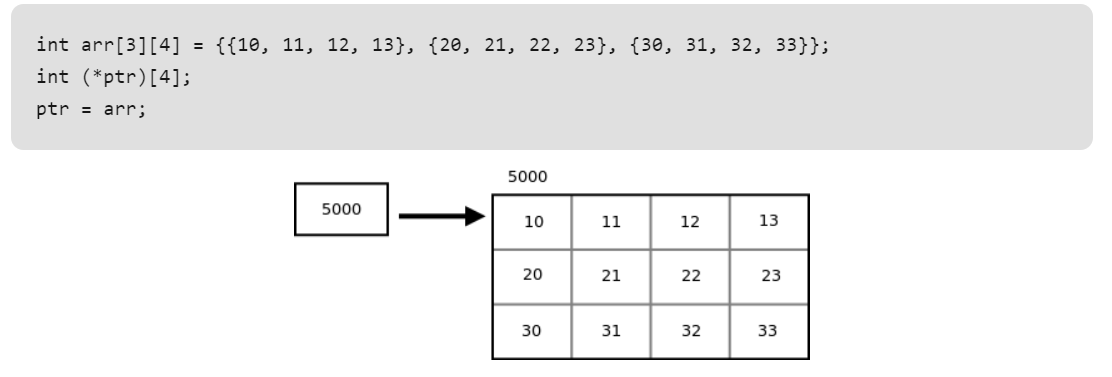 int arr[3][4] = {{10, 11, 12, 13}, {20, 21, 22, 23}, {30, 31, 32, 33}};
int (*ptr)[4];
ptr = arr;
5000
5000
10 11 12 13
20 21 22 23
30 31 32 33